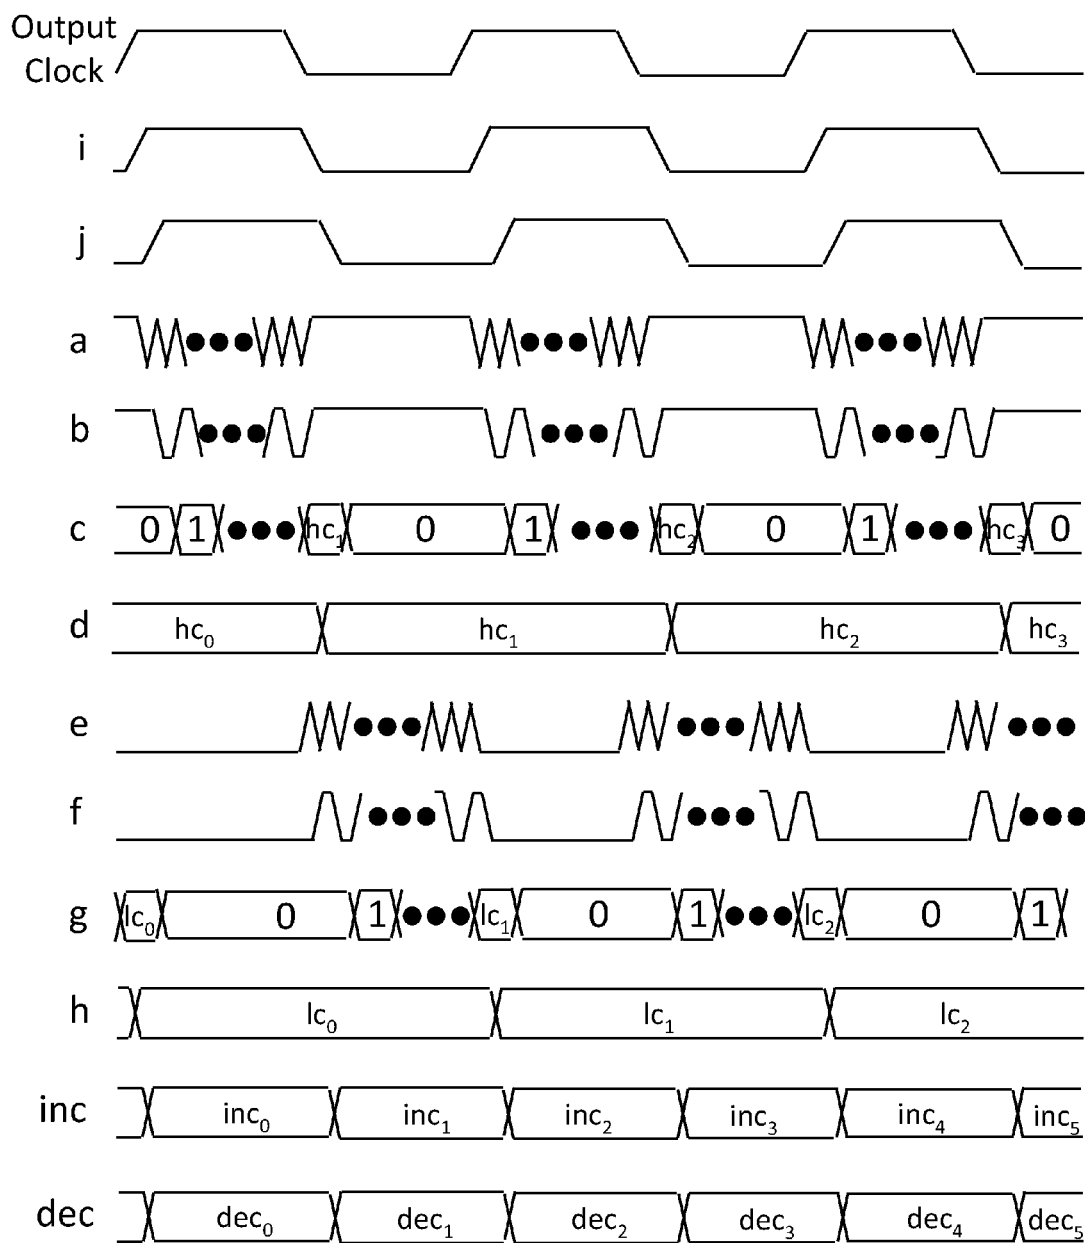 Output
Clock
i
j
a
b
c 0 1 hc₁ 0 1 hc₂ 0 1 hc₃ 0
d hc₀ hc₁ hc₂ hc₃
e
f
g lc₀ 0 1 lc₁ 0 1 lc₂ 0 1
h lc₀ lc₁ lc₂
inc inc₀ inc₁ inc₂ inc₃ inc₄ inc₅
dec dec₀ dec₁ dec₂ dec₃ dec₄ dec₅